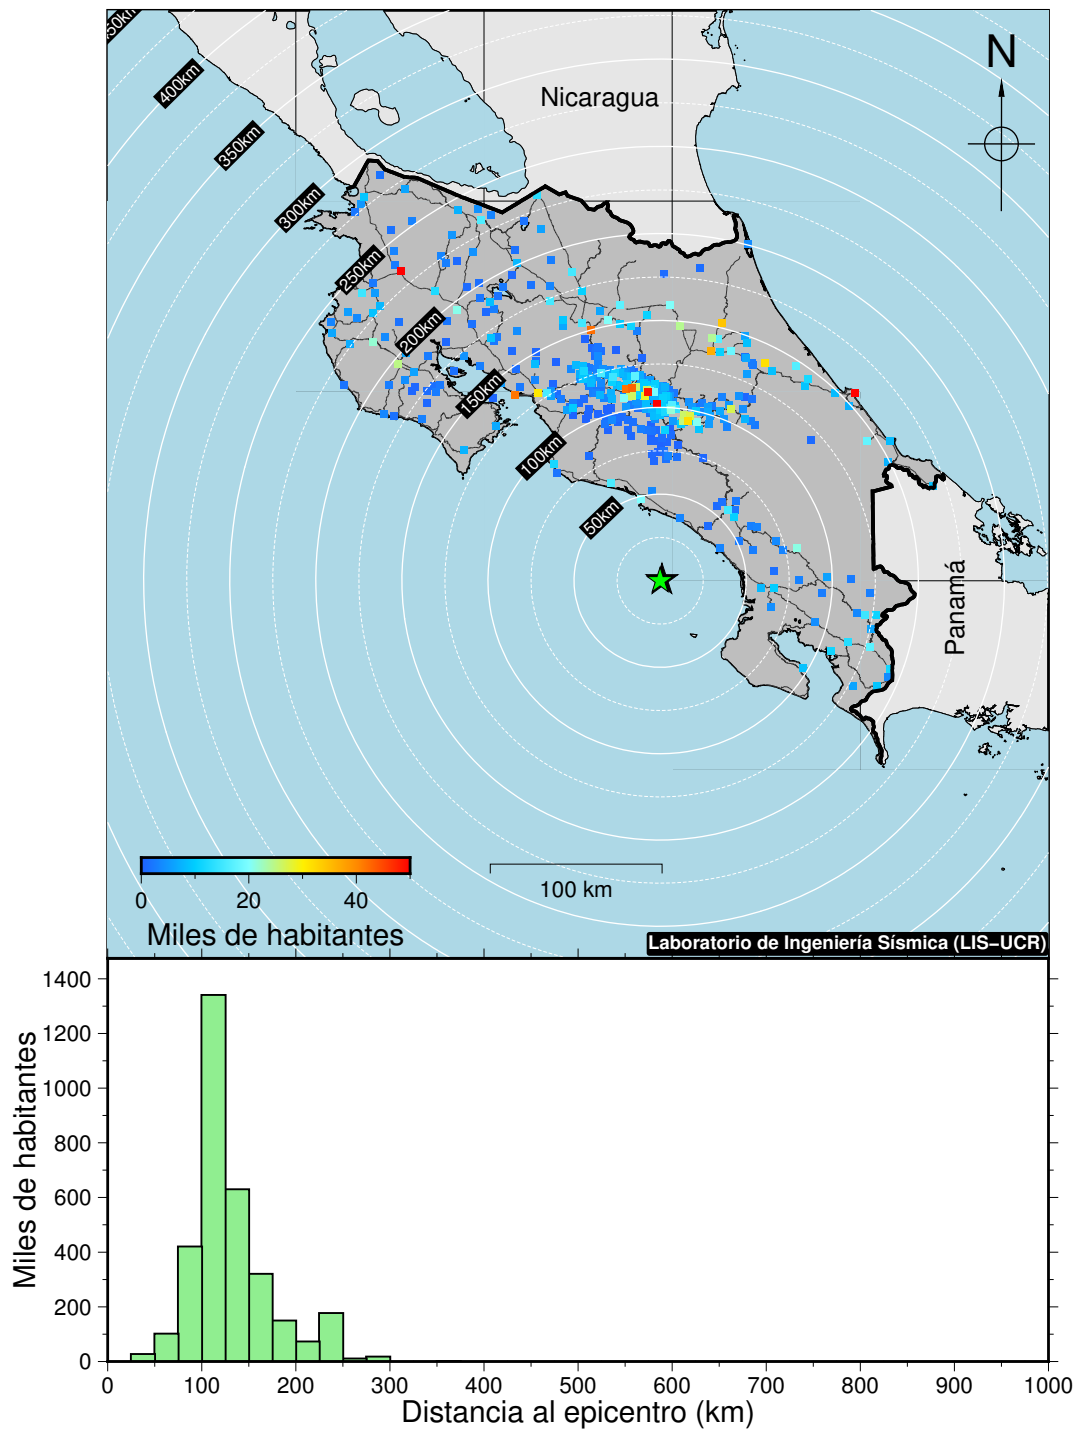 50km
400km
350km
300km
250km
200km
150km
100km
50km
Nicaragua
N
Panamá
0
20
40
Miles de habitantes
100 km
Laboratorio de Ingeniería Sísmica (LIS−UCR)
1400
1200
1000
800
600
400
200
0
Miles de habitantes
0 100 200 300 400 500 600 700 800 900 1000
Distancia al epicentro (km)